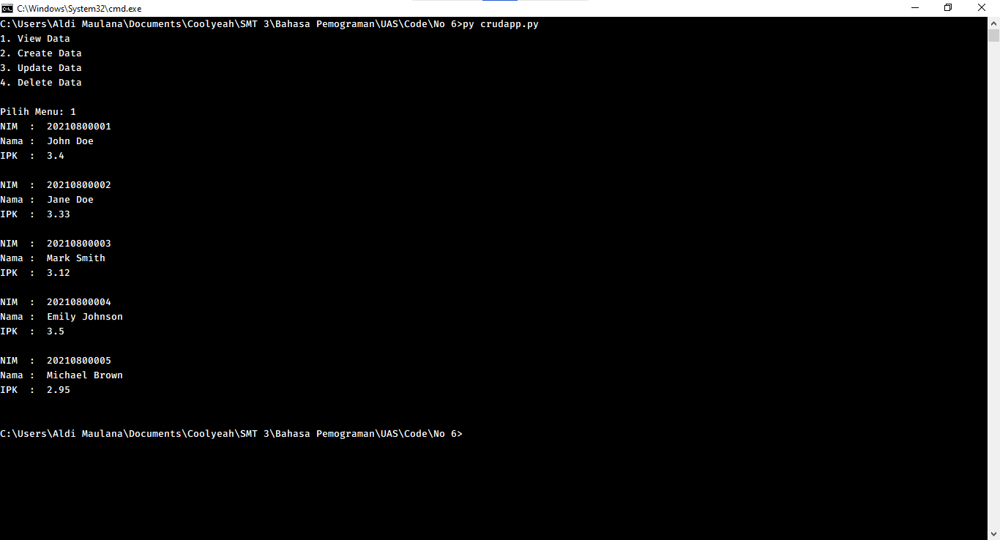 C:\Windows\System32\cmd.exe
C:\Users\Aldi Maulana\Documents\Coolyeah\SMT 3\Bahasa Pemograman\UAS\Code\No 6>py crudapp.py
1. View Data
2. Create Data
3. Update Data
4. Delete Data
Pilih Menu: 1
NIM  :  20210800001
Nama :  John Doe
IPK  :  3.4
NIM  :  20210800002
Nama :  Jane Doe
IPK  :  3.33
NIM  :  20210800003
Nama :  Mark Smith
IPK  :  3.12
NIM  :  20210800004
Nama :  Emily Johnson
IPK  :  3.5
NIM  :  20210800005
Nama :  Michael Brown
IPK  :  2.95
C:\Users\Aldi Maulana\Documents\Coolyeah\SMT 3\Bahasa Pemograman\UAS\Code\No 6>